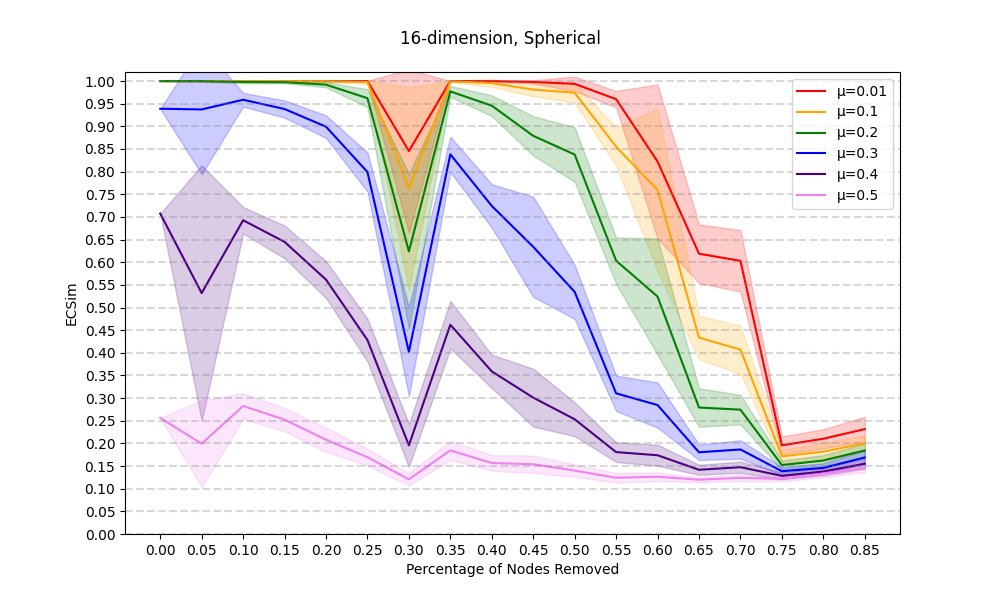 16-dimension, Spherical
ECSim
1.00
0.95
0.90
0.85
0.80
0.75
0.70
0.65
0.60
0.55
0.50
0.45
0.40
0.35
0.30
0.25
0.20
0.15
0.10
0.05
0.00
μ=0.01
μ=0.1
μ=0.2
μ=0.3
μ=0.4
μ=0.5
0.00 0.05 0.10 0.15 0.20 0.25 0.30 0.35 0.40 0.45 0.50 0.55 0.60 0.65 0.70 0.75 0.80 0.85
Percentage of Nodes Removed